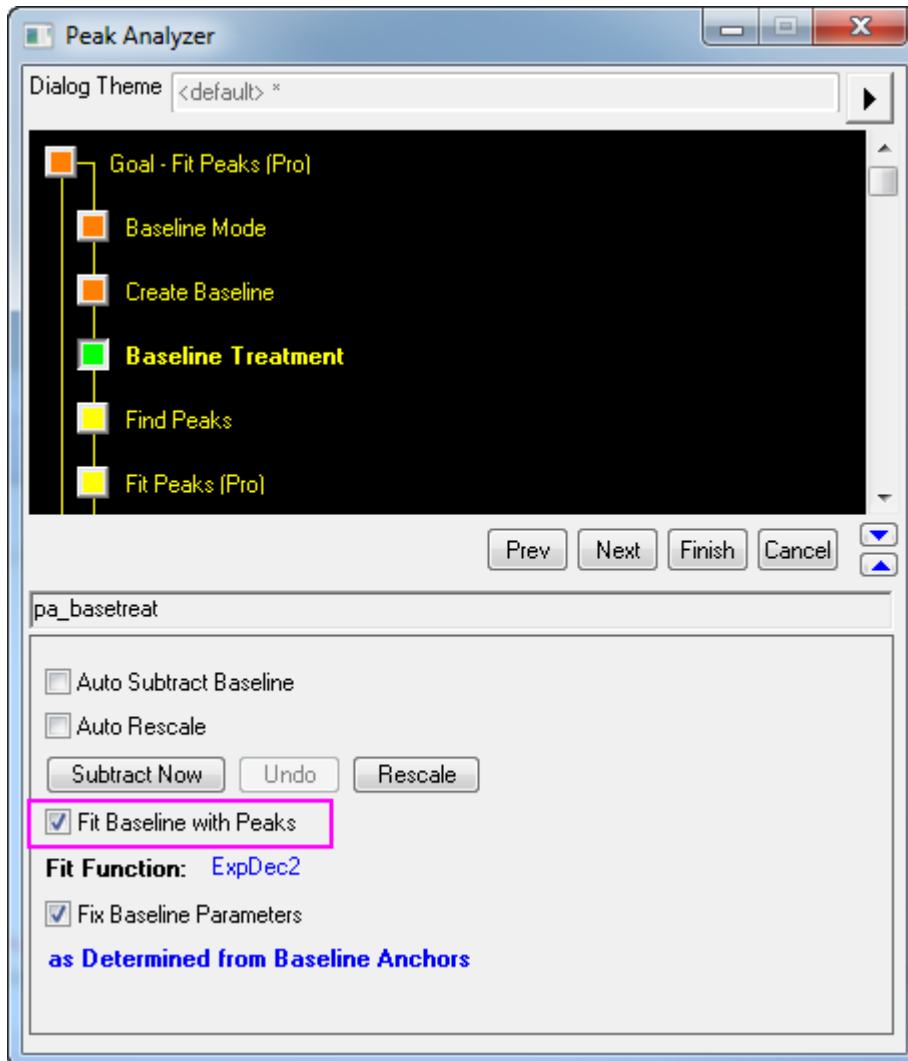 Peak Analyzer
Dialog Theme <default> *
Goal - Fit Peaks (Pro)
Baseline Mode
Create Baseline
Baseline Treatment
Find Peaks
Fit Peaks (Pro)
Prev Next Finish Cancel
pa_basetreat
Auto Subtract Baseline
Auto Rescale
Subtract Now Undo Rescale
Fit Baseline with Peaks
Fit Function: ExpDec2
Fix Baseline Parameters
as Determined from Baseline Anchors